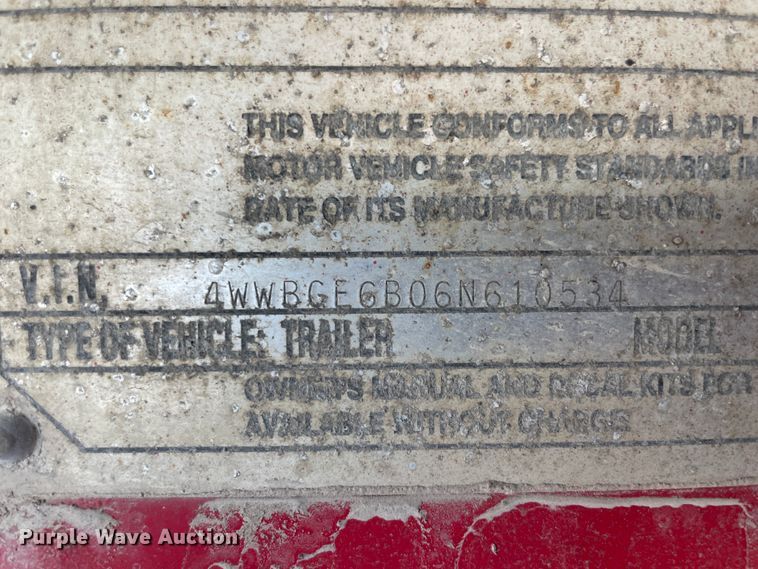 THIS VEHICLE CONFORMS TO ALL APPLI
MOTOR VEHICLE SAFETY STANDARDS IN
DATE OF ITS MANUFACTURE SHOWN.
V.I.N. 4WWBGE6B06N610534
TYPE OF VEHICLE: TRAILER MODEL
OWNERS MANUAL AND DECAL KITS FOR
AVAILABLE WITHOUT CHARGE
Purple Wave Auction